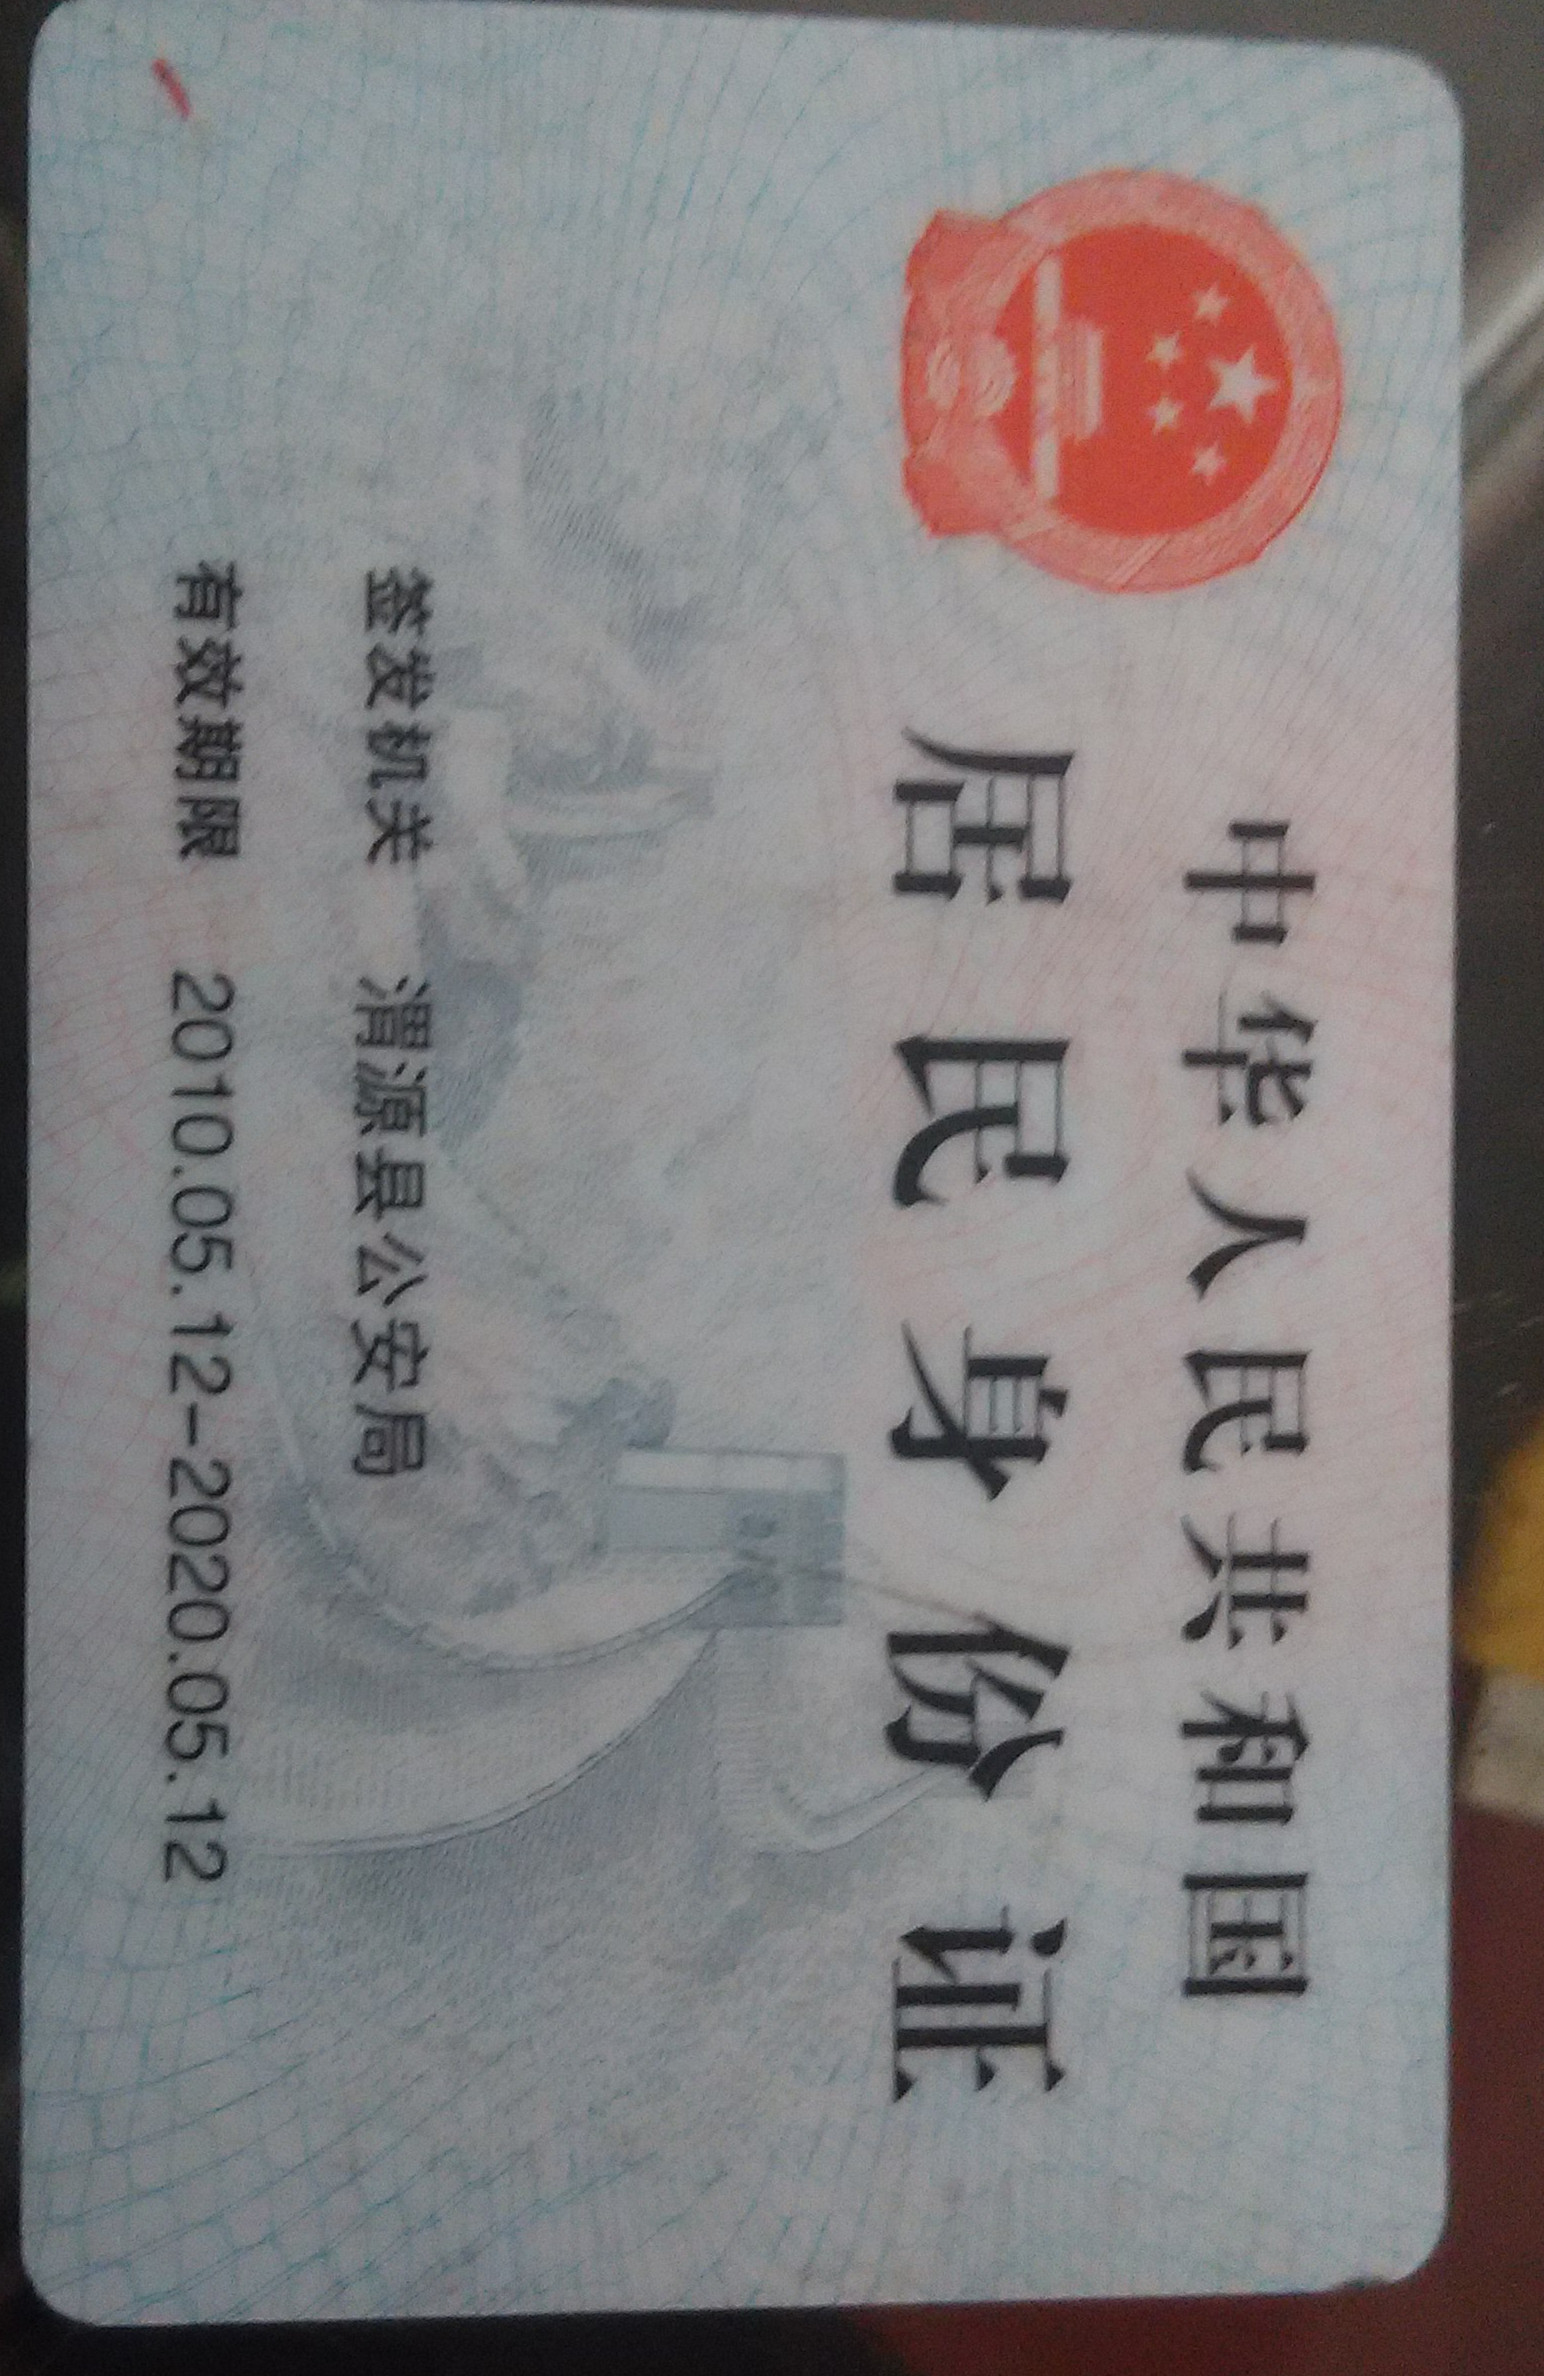 中华人民共和国
居民身份证
签发机关 渭源县公安局
有效期限 2010.05.12-2020.05.12